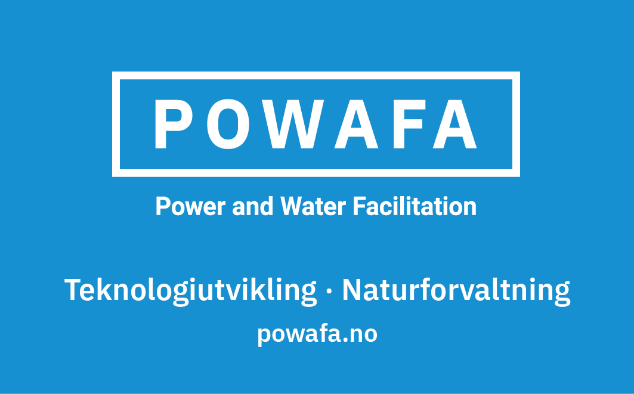 POWAFA
Power and Water Facilitation
Teknologiutvikling · Naturforvaltning
powafa.no